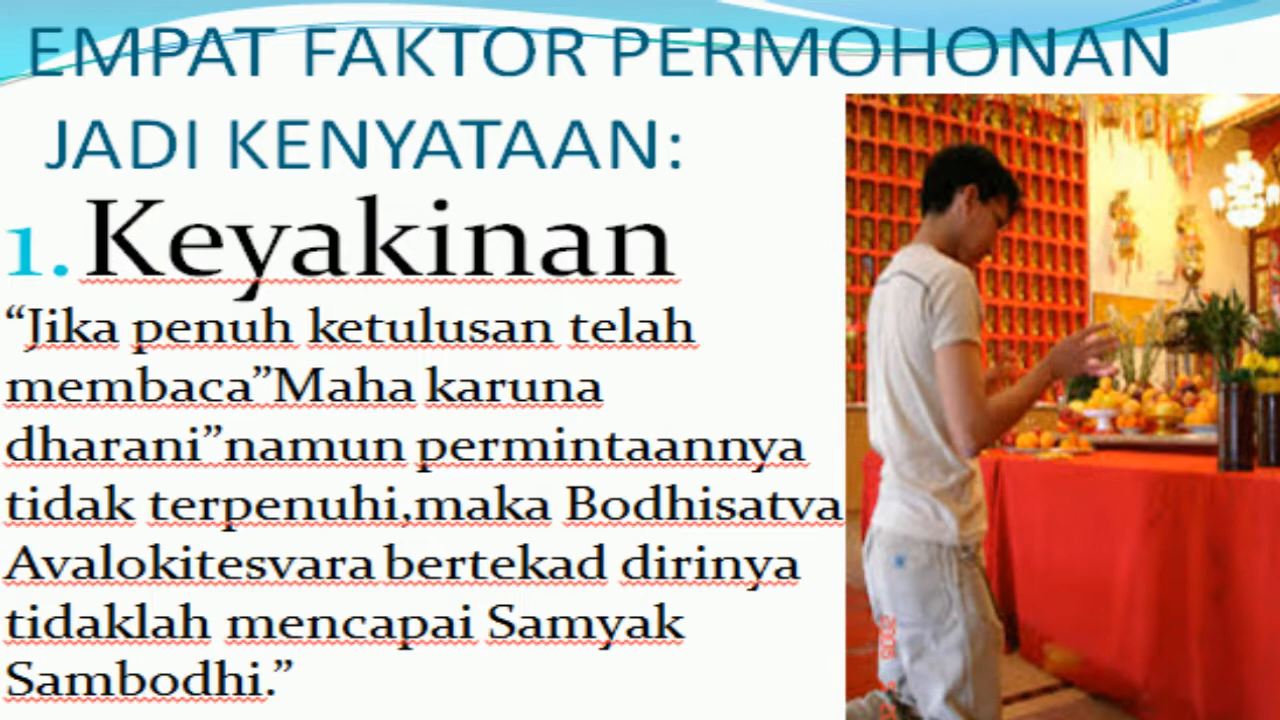 EMPAT FAKTOR PERMOHONAN
JADI KENYATAAN:
1. Keyakinan
“Jika penuh ketulusan telah
membaca”Maha karuna
dharani”namun permintaannya
tidak terpenuhi,maka Bodhisatva
Avalokitesvara bertekad dirinya
tidaklah mencapai Samyak
Sambodhi.”